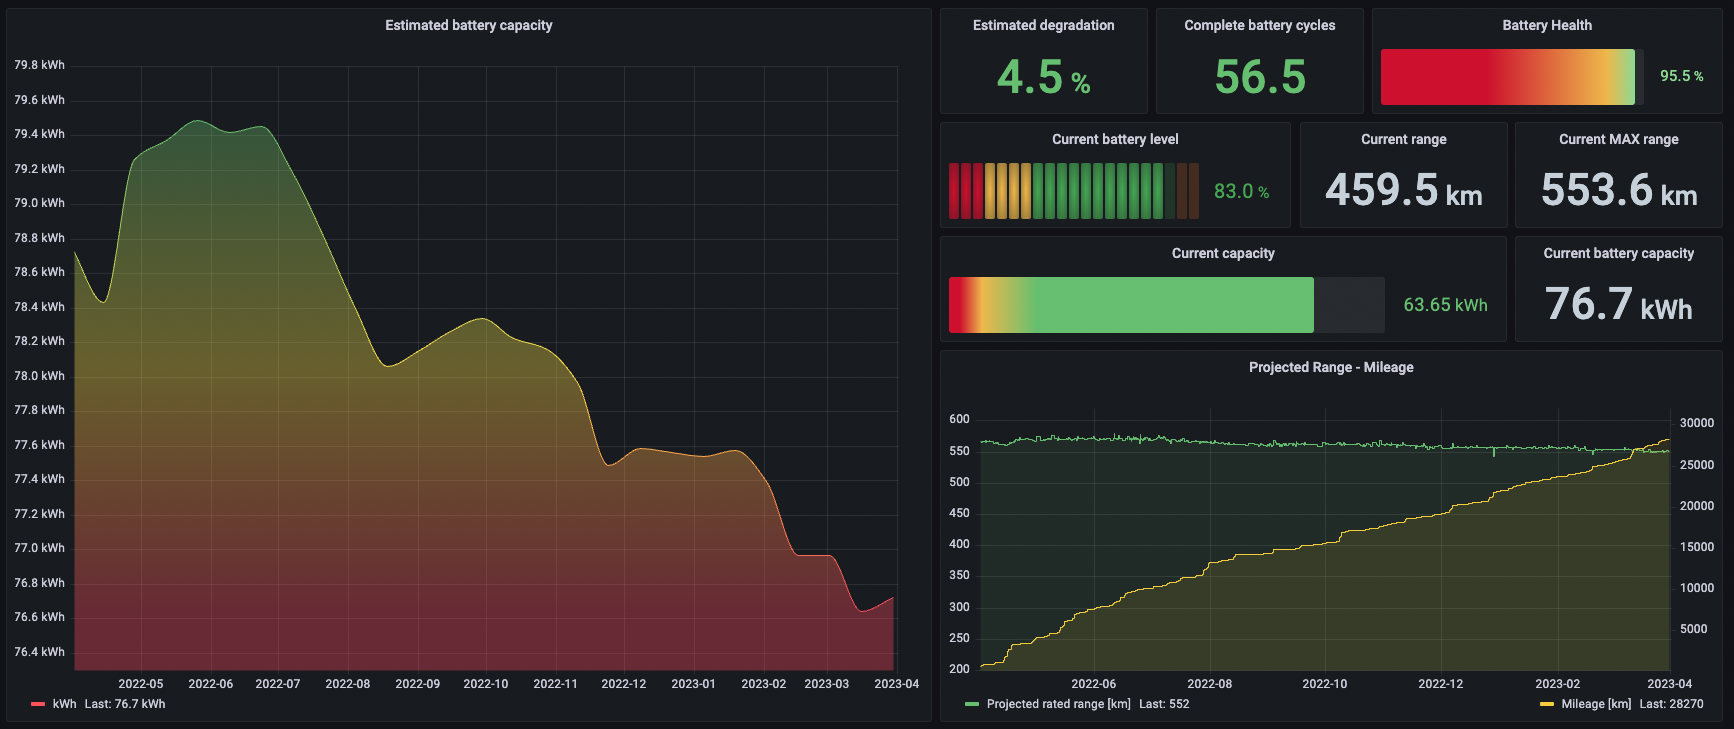 Estimated battery capacity
79.8 kWh
79.6 kWh
79.4 kWh
79.2 kWh
79.0 kWh
78.8 kWh
78.6 kWh
78.4 kWh
78.2 kWh
78.0 kWh
77.8 kWh
77.6 kWh
77.4 kWh
77.2 kWh
77.0 kWh
76.8 kWh
76.6 kWh
76.4 kWh
2022-05 2022-06 2022-07 2022-08 2022-09 2022-10 2022-11 2022-12 2023-01 2023-02 2023-03 2023-04
kWh Last: 76.7 kWh
Estimated degradation
4.5 %
Complete battery cycles
56.5
Battery Health
95.5 %
Current battery level
83.0 %
Current range
459.5 km
Current MAX range
553.6 km
Current capacity
63.65 kWh
Current battery capacity
76.7 kWh
Projected Range - Mileage
600
550
500
450
400
350
300
250
200
30000
25000
20000
15000
10000
5000
2022-06 2022-08 2022-10 2022-12 2023-02 2023-04
Projected rated range [km] Last: 552
Mileage [km] Last: 28270